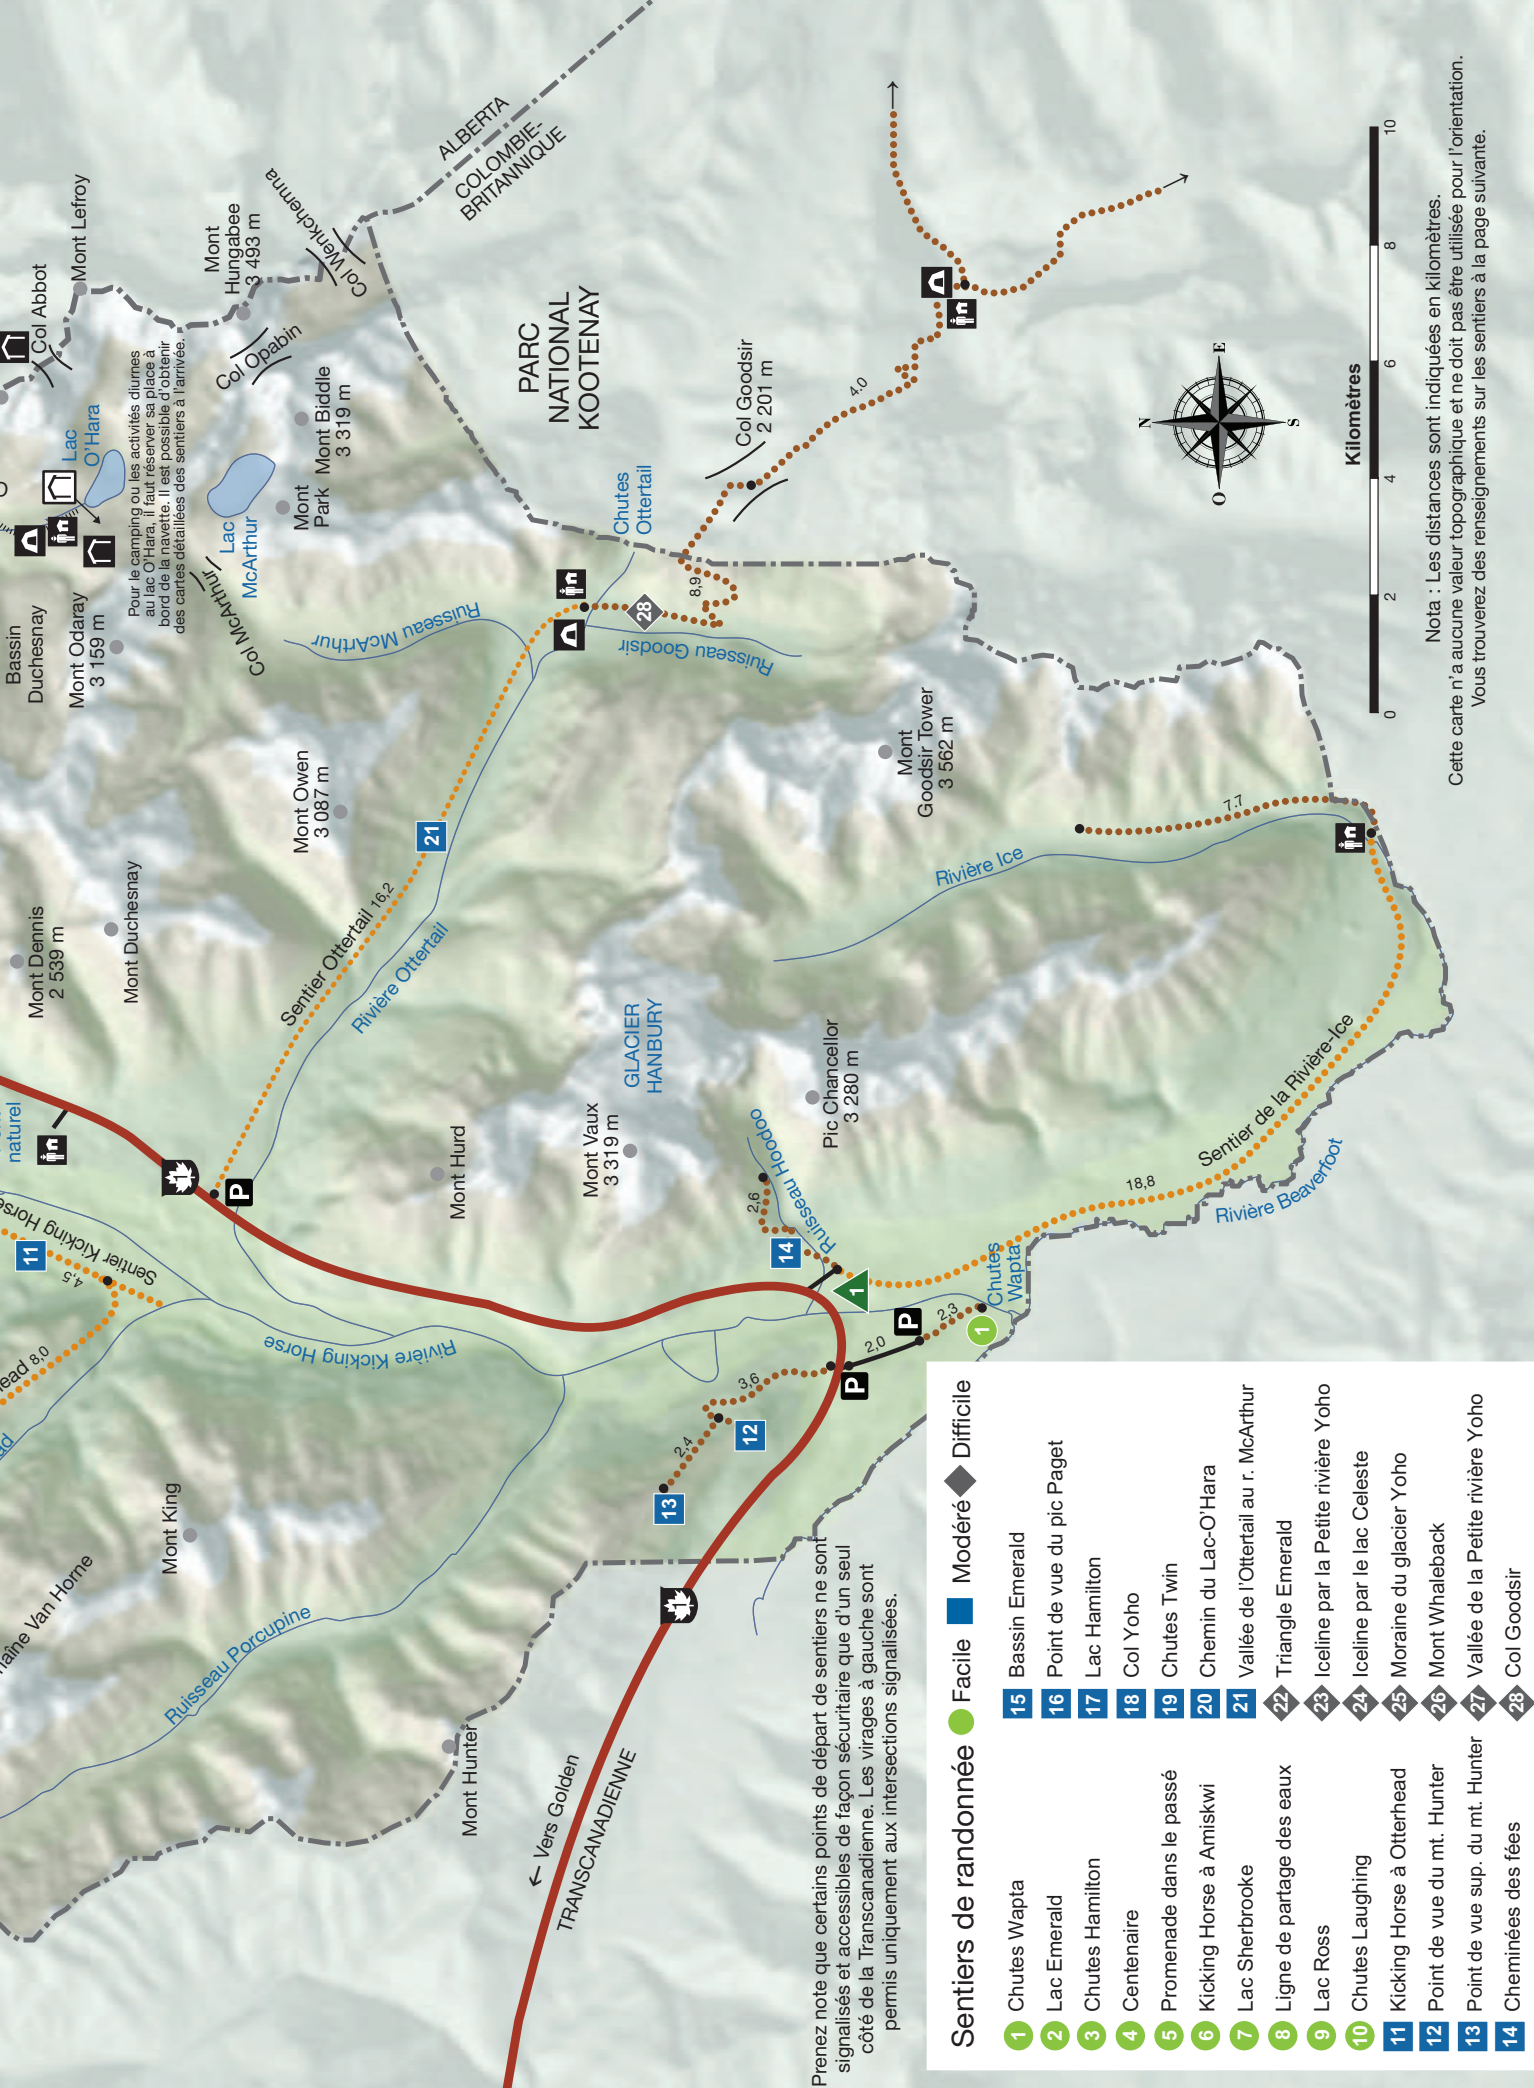 Col Abbot
Mont Lefroy
Lac
O'Hara
Pour le camping ou les activités diurnes
au lac O'Hara, il faut réserver sa place à
bord de la navette. Il est possible d'obtenir
des cartes détaillées des sentiers à l'arrivée.
Mont
Hungabee
3 493 m
Col Wenkchemna
Col Opabin
ALBERTA
COLOMBIE-
BRITANNIQUE
Bassin
Duchesnay
Mont Odaray
3 159 m
Col McArthur
Lac
McArthur
Mont
Park
Mont Biddle
3 319 m
PARC
NATIONAL
KOOTENAY
Ruisseau McArthur
Chutes
Ottertail
28
8,9
Ruisseau Goodsir
Col Goodsir
2 201 m
4.0
Mont Dennis
2 539 m
Mont Duchesnay
Mont Owen
3 087 m
21
Sentier Ottertail
16,2
Rivière Ottertail
Mont
Goodsir Tower
3 562 m
Rivière Ice
7.7
GLACIER
HANBURY
Mont Hurd
Mont Vaux
3 319 m
Pic Chancellor
3 280 m
Ruisseau Hoodoo
2,6
14
1
Sentier de la Rivière-Ice
18,8
Rivière Beaverfoot
Chutes
Wapta
1
2,3
P
2,0
P
naturel
1
P
11
4,5
Sentier Kicking Horse
Rivière Kicking Horse
ead 8,0
ad
3,6
12
2,4
13
Mont King
haîne Van Horne
Ruisseau Porcupine
Mont Hunter
1
← Vers Golden
TRANSCANADIENNE
N
E
S
O
Kilomètres
0 2 4 6 8 10
Nota : Les distances sont indiquées en kilomètres.
Cette carte n'a aucune valeur topographique et ne doit pas être utilisée pour l'orientation.
Vous trouverez des renseignements sur les sentiers à la page suivante.
Prenez note que certains points de départ de sentiers ne sont
signalisés et accessibles de façon sécuritaire que d'un seul
côté de la Transcanadienne. Les virages à gauche sont
permis uniquement aux intersections signalisées.
Sentiers de randonnée Facile Modéré Difficile
1 Chutes Wapta
2 Lac Emerald
3 Chutes Hamilton
4 Centenaire
5 Promenade dans le passé
6 Kicking Horse à Amiskwi
7 Lac Sherbrooke
8 Ligne de partage des eaux
9 Lac Ross
10 Chutes Laughing
11 Kicking Horse à Otterhead
12 Point de vue du mt. Hunter
13 Point de vue sup. du mt. Hunter
14 Cheminées des fées
15 Bassin Emerald
16 Point de vue du pic Paget
17 Lac Hamilton
18 Col Yoho
19 Chutes Twin
20 Chemin du Lac-O'Hara
21 Vallée de l'Ottertail au r. McArthur
22 Triangle Emerald
23 Iceline par la Petite rivière Yoho
24 Iceline par le lac Celeste
25 Moraine du glacier Yoho
26 Mont Whaleback
27 Vallée de la Petite rivière Yoho
28 Col Goodsir